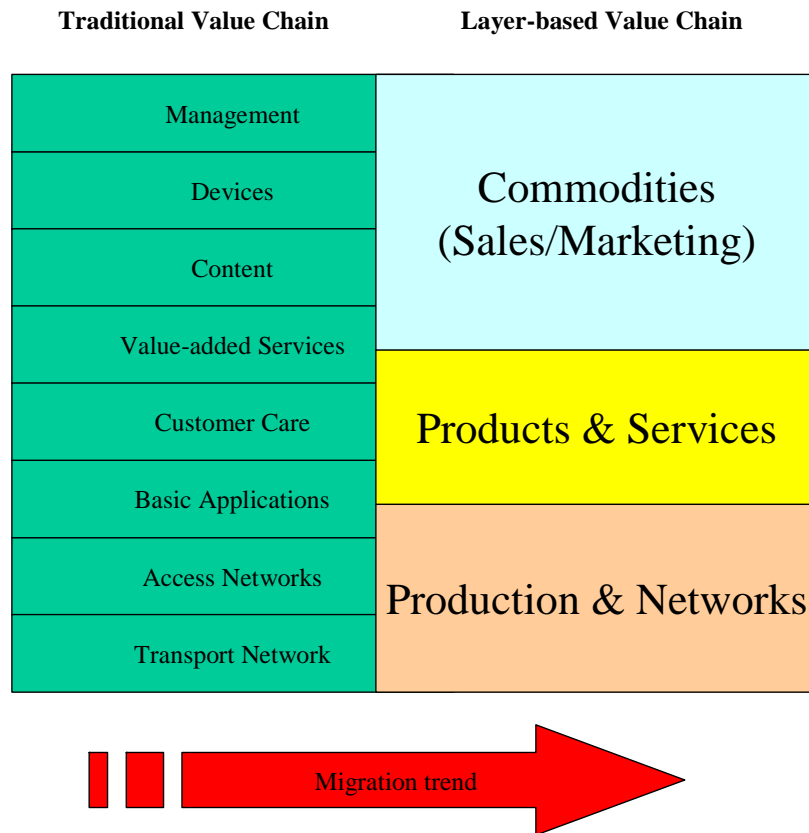 Traditional Value Chain
Layer-based Value Chain
Management
Devices
Content
Value-added Services
Customer Care
Basic Applications
Access Networks
Transport Network
Commodities
(Sales/Marketing)
Products & Services
Production & Networks
Migration trend